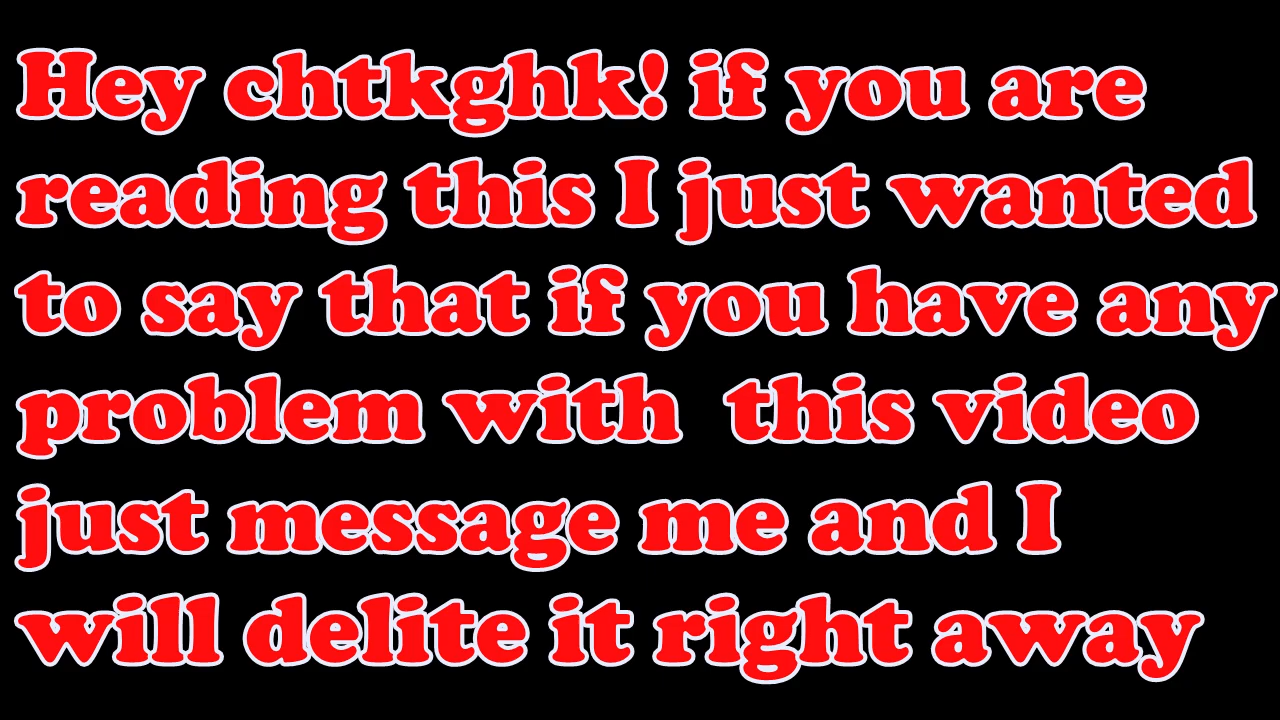 Hey chtkghk! if you are
reading this I just wanted
to say that if you have any
problem with  this video
just message me and I
will delite it right away